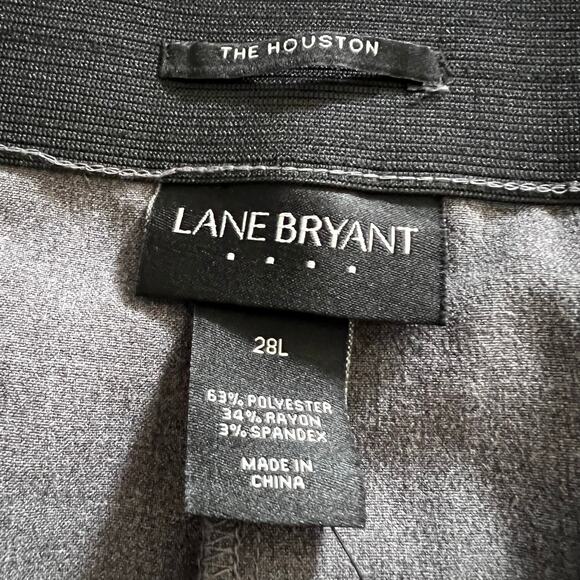 THE HOUSTON
LANE BRYANT
28L
63% POLYESTER
34% RAYON
3% SPANDEX
MADE IN
CHINA